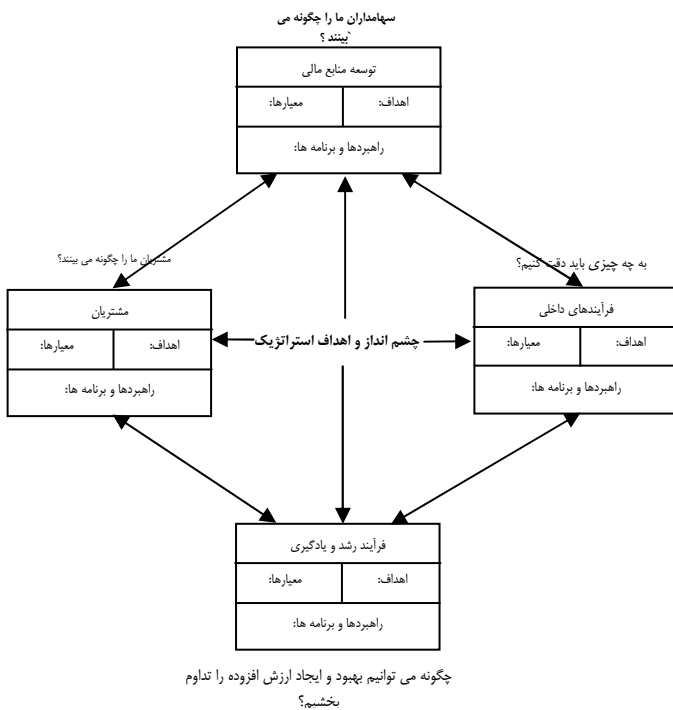 سهامداران ما را چگونه می
بینند ؟`
توسعه منابع مالی
اهداف:
معیارها:
راهبردها و برنامه ها:
به چه چیزی باید دقت کنیم؟
مشتریان ما را چگونه می بینند؟
فرآیندهای داخلی
اهداف:
معیارها:
راهبردها و برنامه ها:
چشم انداز و اهداف استراتژیک
مشتریان
اهداف:
معیارها:
راهبردها و برنامه ها:
فرآیند رشد و یادگیری
اهداف:
معیارها:
راهبردها و برنامه ها:
چگونه می توانیم بهبود و ایجاد ارزش افزوده را تداوم
بخشیم؟